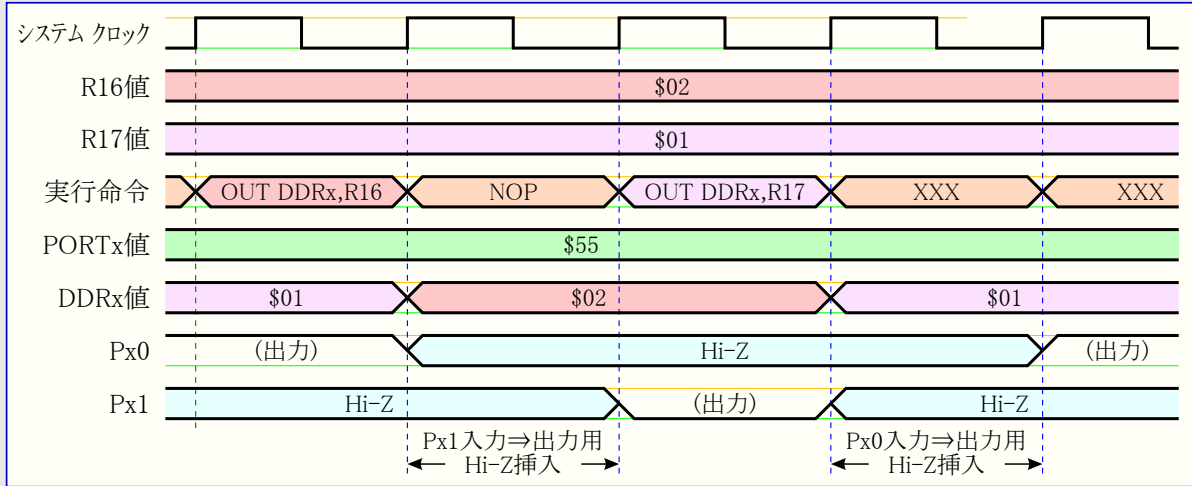 システム クロック
R16値 $02
R17値 $01
実行命令 OUT DDRx,R16 NOP OUT DDRx,R17 XXX XXX
PORTx値 $55
DDRx値 $01 $02 $01
Px0 (出力) Hi-Z (出力)
Px1 Hi-Z (出力) Hi-Z
Px1入力⇒出力用 Px0入力⇒出力用
Hi-Z挿入 Hi-Z挿入